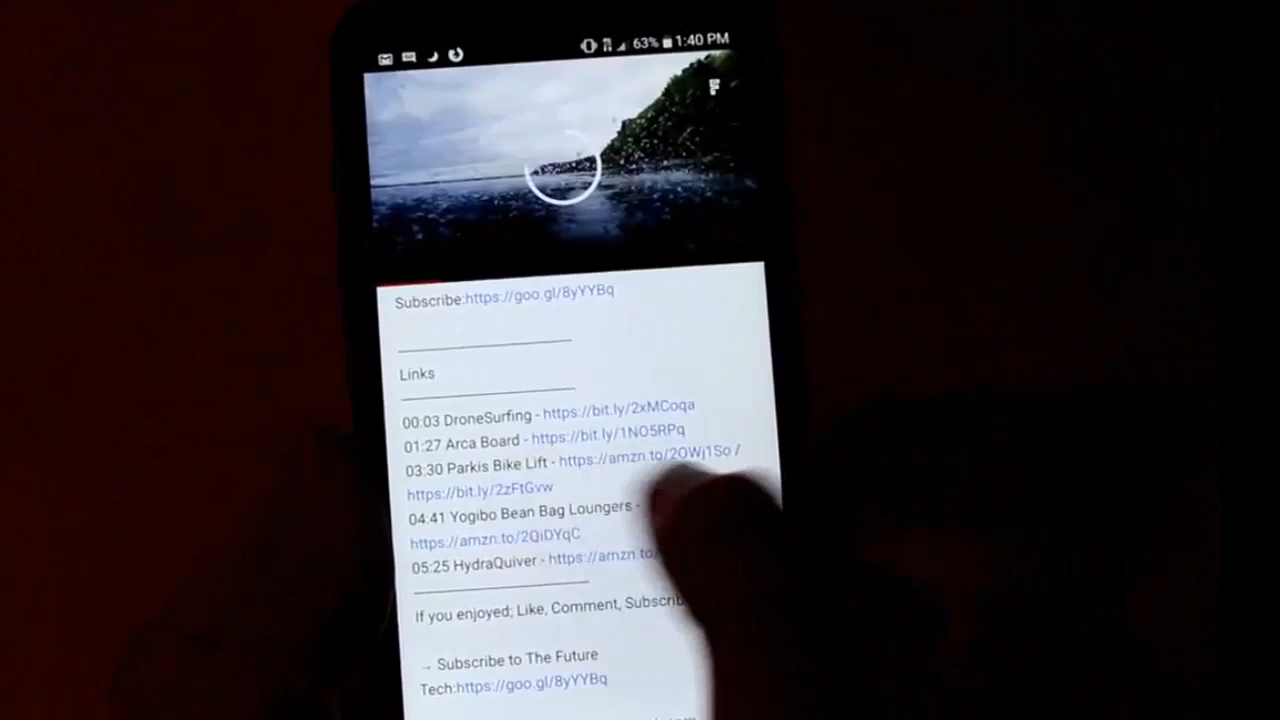 63% 1:40 PM
Subscribe:https://goo.gl/8yYYBq
Links
00:03 DroneSurfing - https://bit.ly/2xMCoqa
01:27 Arca Board - https://bit.ly/1NO5RPq
03:30 Parkis Bike Lift - https://amzn.to/2OWj1So /
https://bit.ly/2zFtGvw
04:41 Yogibo Bean Bag Loungers -
https://amzn.to/2QiDYqC
05:25 HydraQuiver - https://amzn.to/
If you enjoyed; Like, Comment, Subscrib
→ Subscribe to The Future
Tech:https://goo.gl/8yYYBq